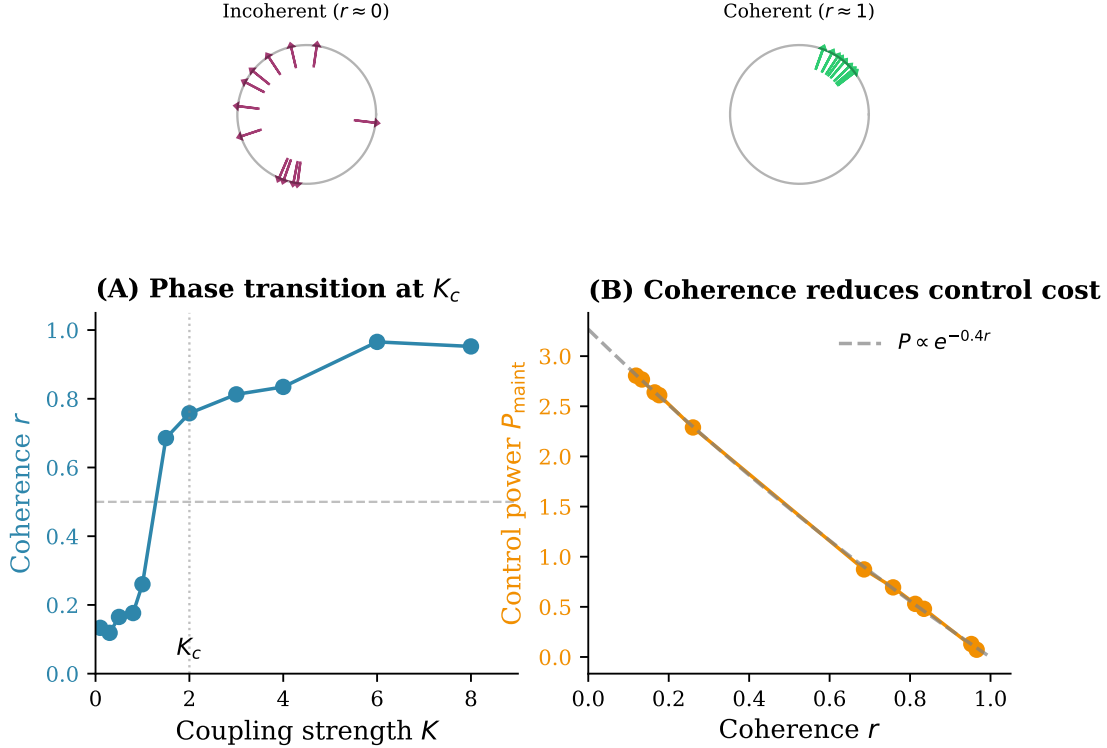 Incoherent (r ≈ 0)
Coherent (r ≈ 1)
(A) Phase transition at K_c
Coherence r
1.0
0.8
0.6
0.4
0.2
0.0
K_c
0 2 4 6 8
Coupling strength K
(B) Coherence reduces control cost
Control power P_maint
3.0
2.5
2.0
1.5
1.0
0.5
0.0
P ∝ e^{−0.4r}
0.0 0.2 0.4 0.6 0.8 1.0
Coherence r